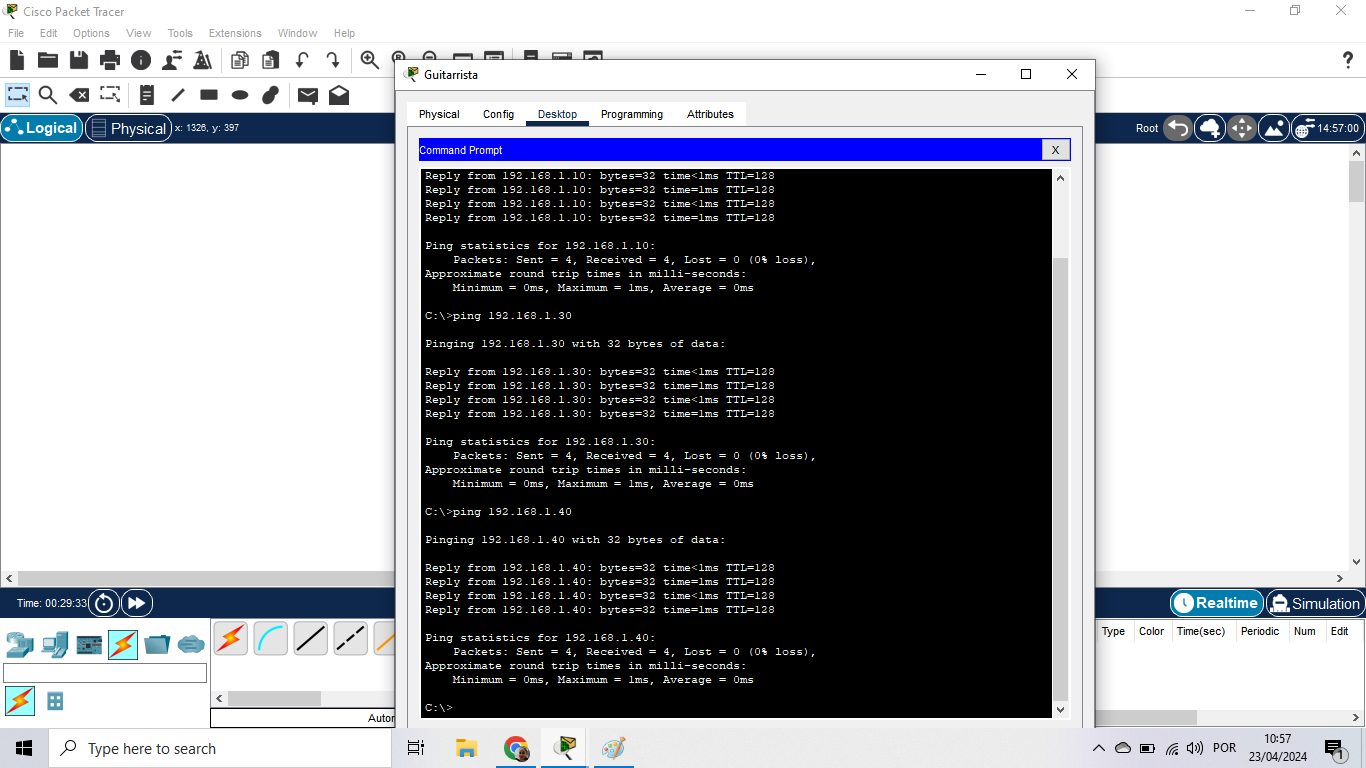 Cisco Packet Tracer
File Edit Options View Tools Extensions Window Help
Guitarrista
Physical Config Desktop Programming Attributes
Logical Physical x: 1326, y: 397
Root 14:57:00
Command Prompt X
Reply from 192.168.1.10: bytes=32 time<1ms TTL=128
Reply from 192.168.1.10: bytes=32 time=1ms TTL=128
Reply from 192.168.1.10: bytes=32 time<1ms TTL=128
Reply from 192.168.1.10: bytes=32 time=1ms TTL=128
Ping statistics for 192.168.1.10:
Packets: Sent = 4, Received = 4, Lost = 0 (0% loss),
Approximate round trip times in milli-seconds:
Minimum = 0ms, Maximum = 1ms, Average = 0ms
C:\>ping 192.168.1.30
Pinging 192.168.1.30 with 32 bytes of data:
Reply from 192.168.1.30: bytes=32 time<1ms TTL=128
Reply from 192.168.1.30: bytes=32 time=1ms TTL=128
Reply from 192.168.1.30: bytes=32 time<1ms TTL=128
Reply from 192.168.1.30: bytes=32 time=1ms TTL=128
Ping statistics for 192.168.1.30:
Packets: Sent = 4, Received = 4, Lost = 0 (0% loss),
Approximate round trip times in milli-seconds:
Minimum = 0ms, Maximum = 1ms, Average = 0ms
C:\>ping 192.168.1.40
Pinging 192.168.1.40 with 32 bytes of data:
Reply from 192.168.1.40: bytes=32 time<1ms TTL=128
Reply from 192.168.1.40: bytes=32 time=1ms TTL=128
Reply from 192.168.1.40: bytes=32 time<1ms TTL=128
Reply from 192.168.1.40: bytes=32 time=1ms TTL=128
Ping statistics for 192.168.1.40:
Packets: Sent = 4, Received = 4, Lost = 0 (0% loss),
Approximate round trip times in milli-seconds:
Minimum = 0ms, Maximum = 1ms, Average = 0ms
C:\>
Time: 00:29:33
Realtime Simulation
Type Color Time(sec) Periodic Num Edit
Autor
Type here to search
POR
10:57
23/04/2024
1